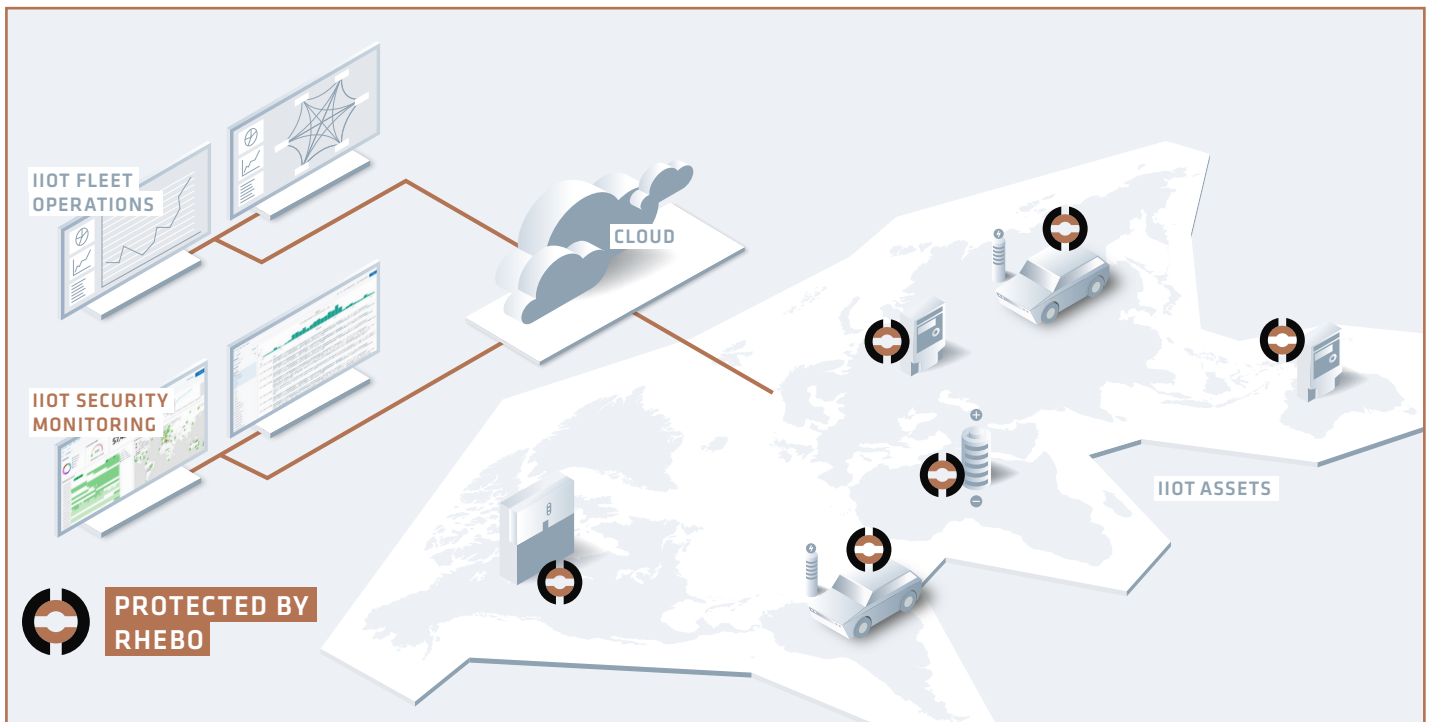 IIOT FLEET
OPERATIONS
CLOUD
IIOT SECURITY
MONITORING
IIOT ASSETS
PROTECTED BY
RHEBO